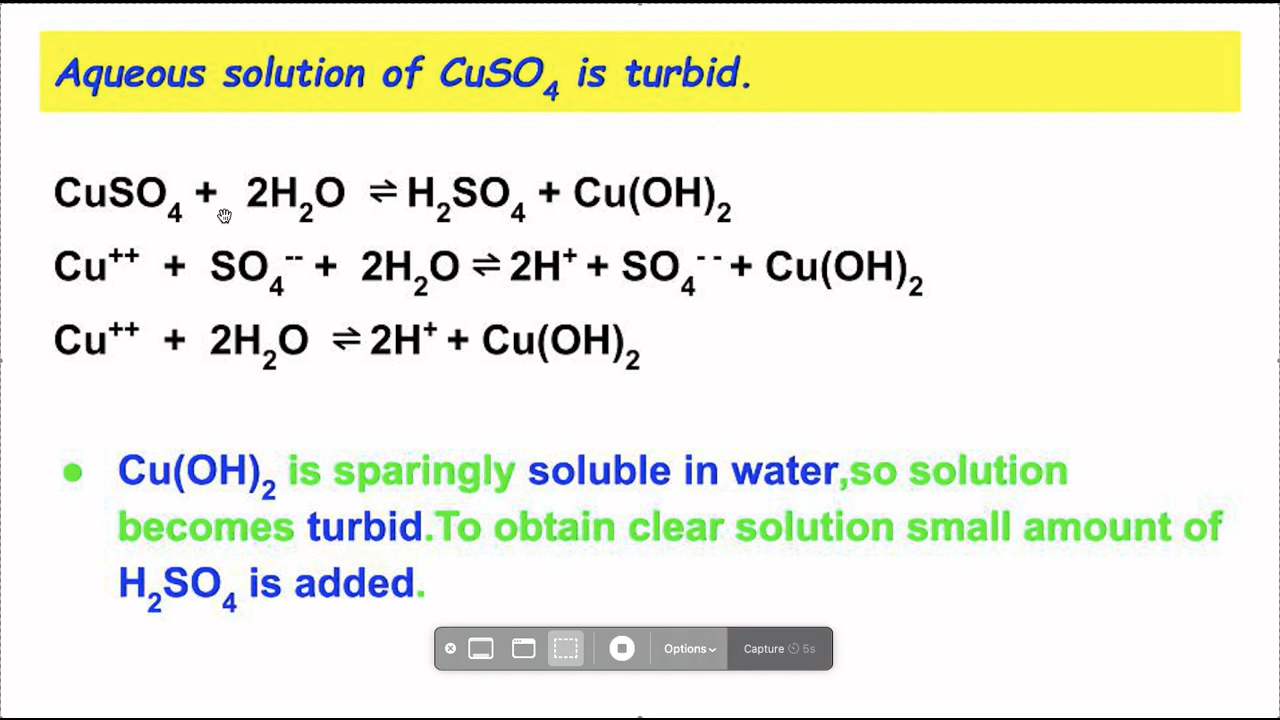 Aqueous solution of CuSO₄ is turbid.
CuSO₄ + 2H₂O ⇌ H₂SO₄ + Cu(OH)₂
Cu⁺⁺ + SO₄⁻⁻ + 2H₂O ⇌ 2H⁺ + SO₄⁻⁻ + Cu(OH)₂
Cu⁺⁺ + 2H₂O ⇌ 2H⁺ + Cu(OH)₂
● Cu(OH)₂ is sparingly soluble in water,so solution
becomes turbid.To obtain clear solution small amount of
H₂SO₄ is added.
Options Capture 5s